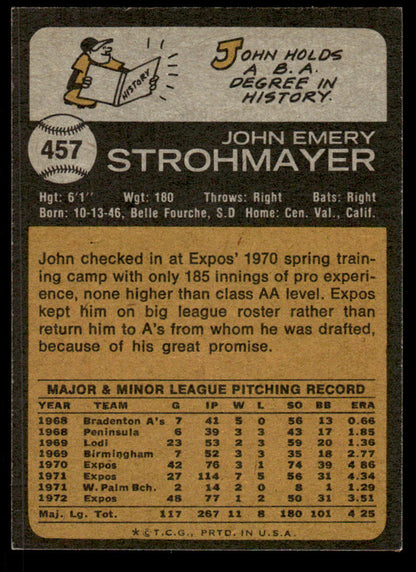 HISTORY
JOHN HOLDS
A B.A.
DEGREE IN
HISTORY.
457
JOHN EMERY
STROHMAYER
Hgt: 6'1" Wgt: 180 Throws: Right Bats: Right
Born: 10-13-46, Belle Fourche, S.D Home: Cen. Val., Calif.
John checked in at Expos' 1970 spring train-
ing camp with only 185 innings of pro experi-
ence, none higher than class AA level. Expos
kept him on big league roster rather than
return him to A's from whom he was drafted,
because of his great promise.
MAJOR & MINOR LEAGUE PITCHING RECORD
YEAR TEAM G IP W L SO BB ERA
1968 Bradenton A's 7 41 5 0 56 13 0.66
1968 Peninsula 6 39 3 3 43 17 1.85
1969 Lodi 23 53 2 3 59 20 1.36
1969 Birmingham 7 52 3 3 35 18 2.77
1970 Expos 42 76 3 1 74 39 4.86
1971 Expos 27 114 7 5 56 31 4.34
1971 W. Palm Bch. 2 14 2 0 17 1 1.29
1972 Expos 48 77 1 2 50 31 3.51
Maj. Lg. Tot. 117 267 11 8 180 101 4 25
* © T.C.G., PRTD. IN U.S.A.